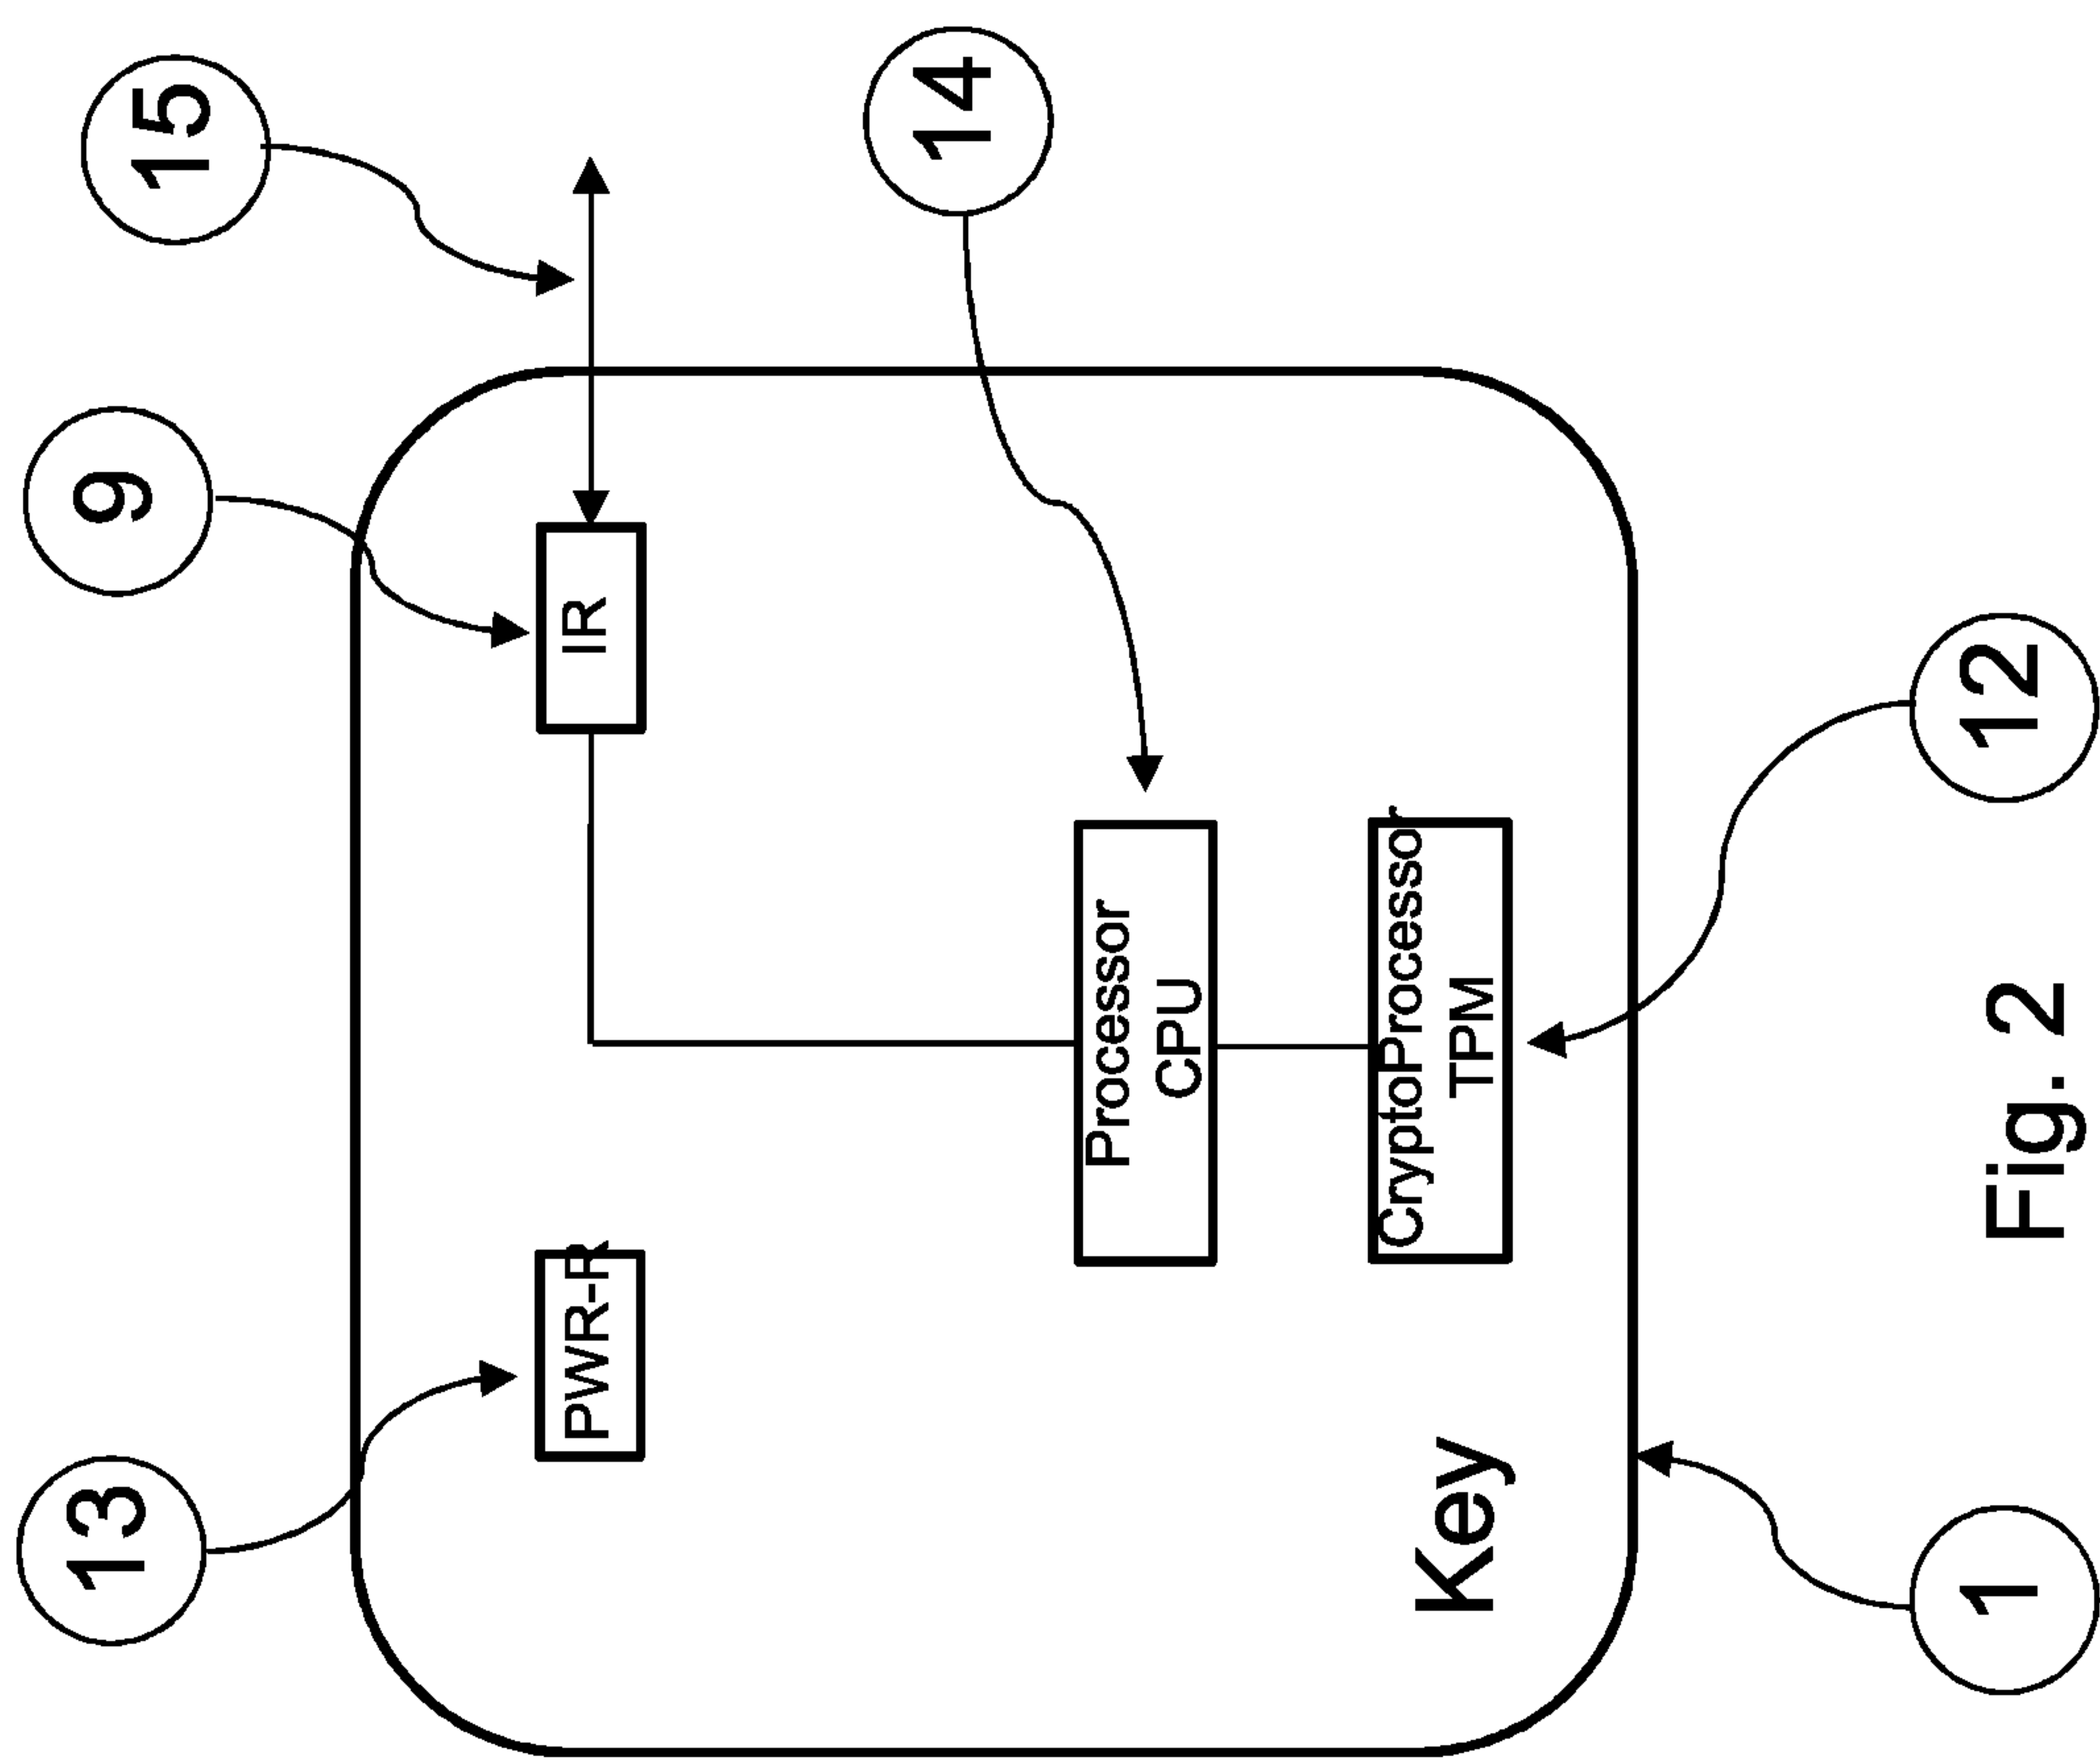 13
9
15
PWR-R
IR
14
Processor
CPU
CryptoProcessor
TPM
Key
1
12
Fig. 2